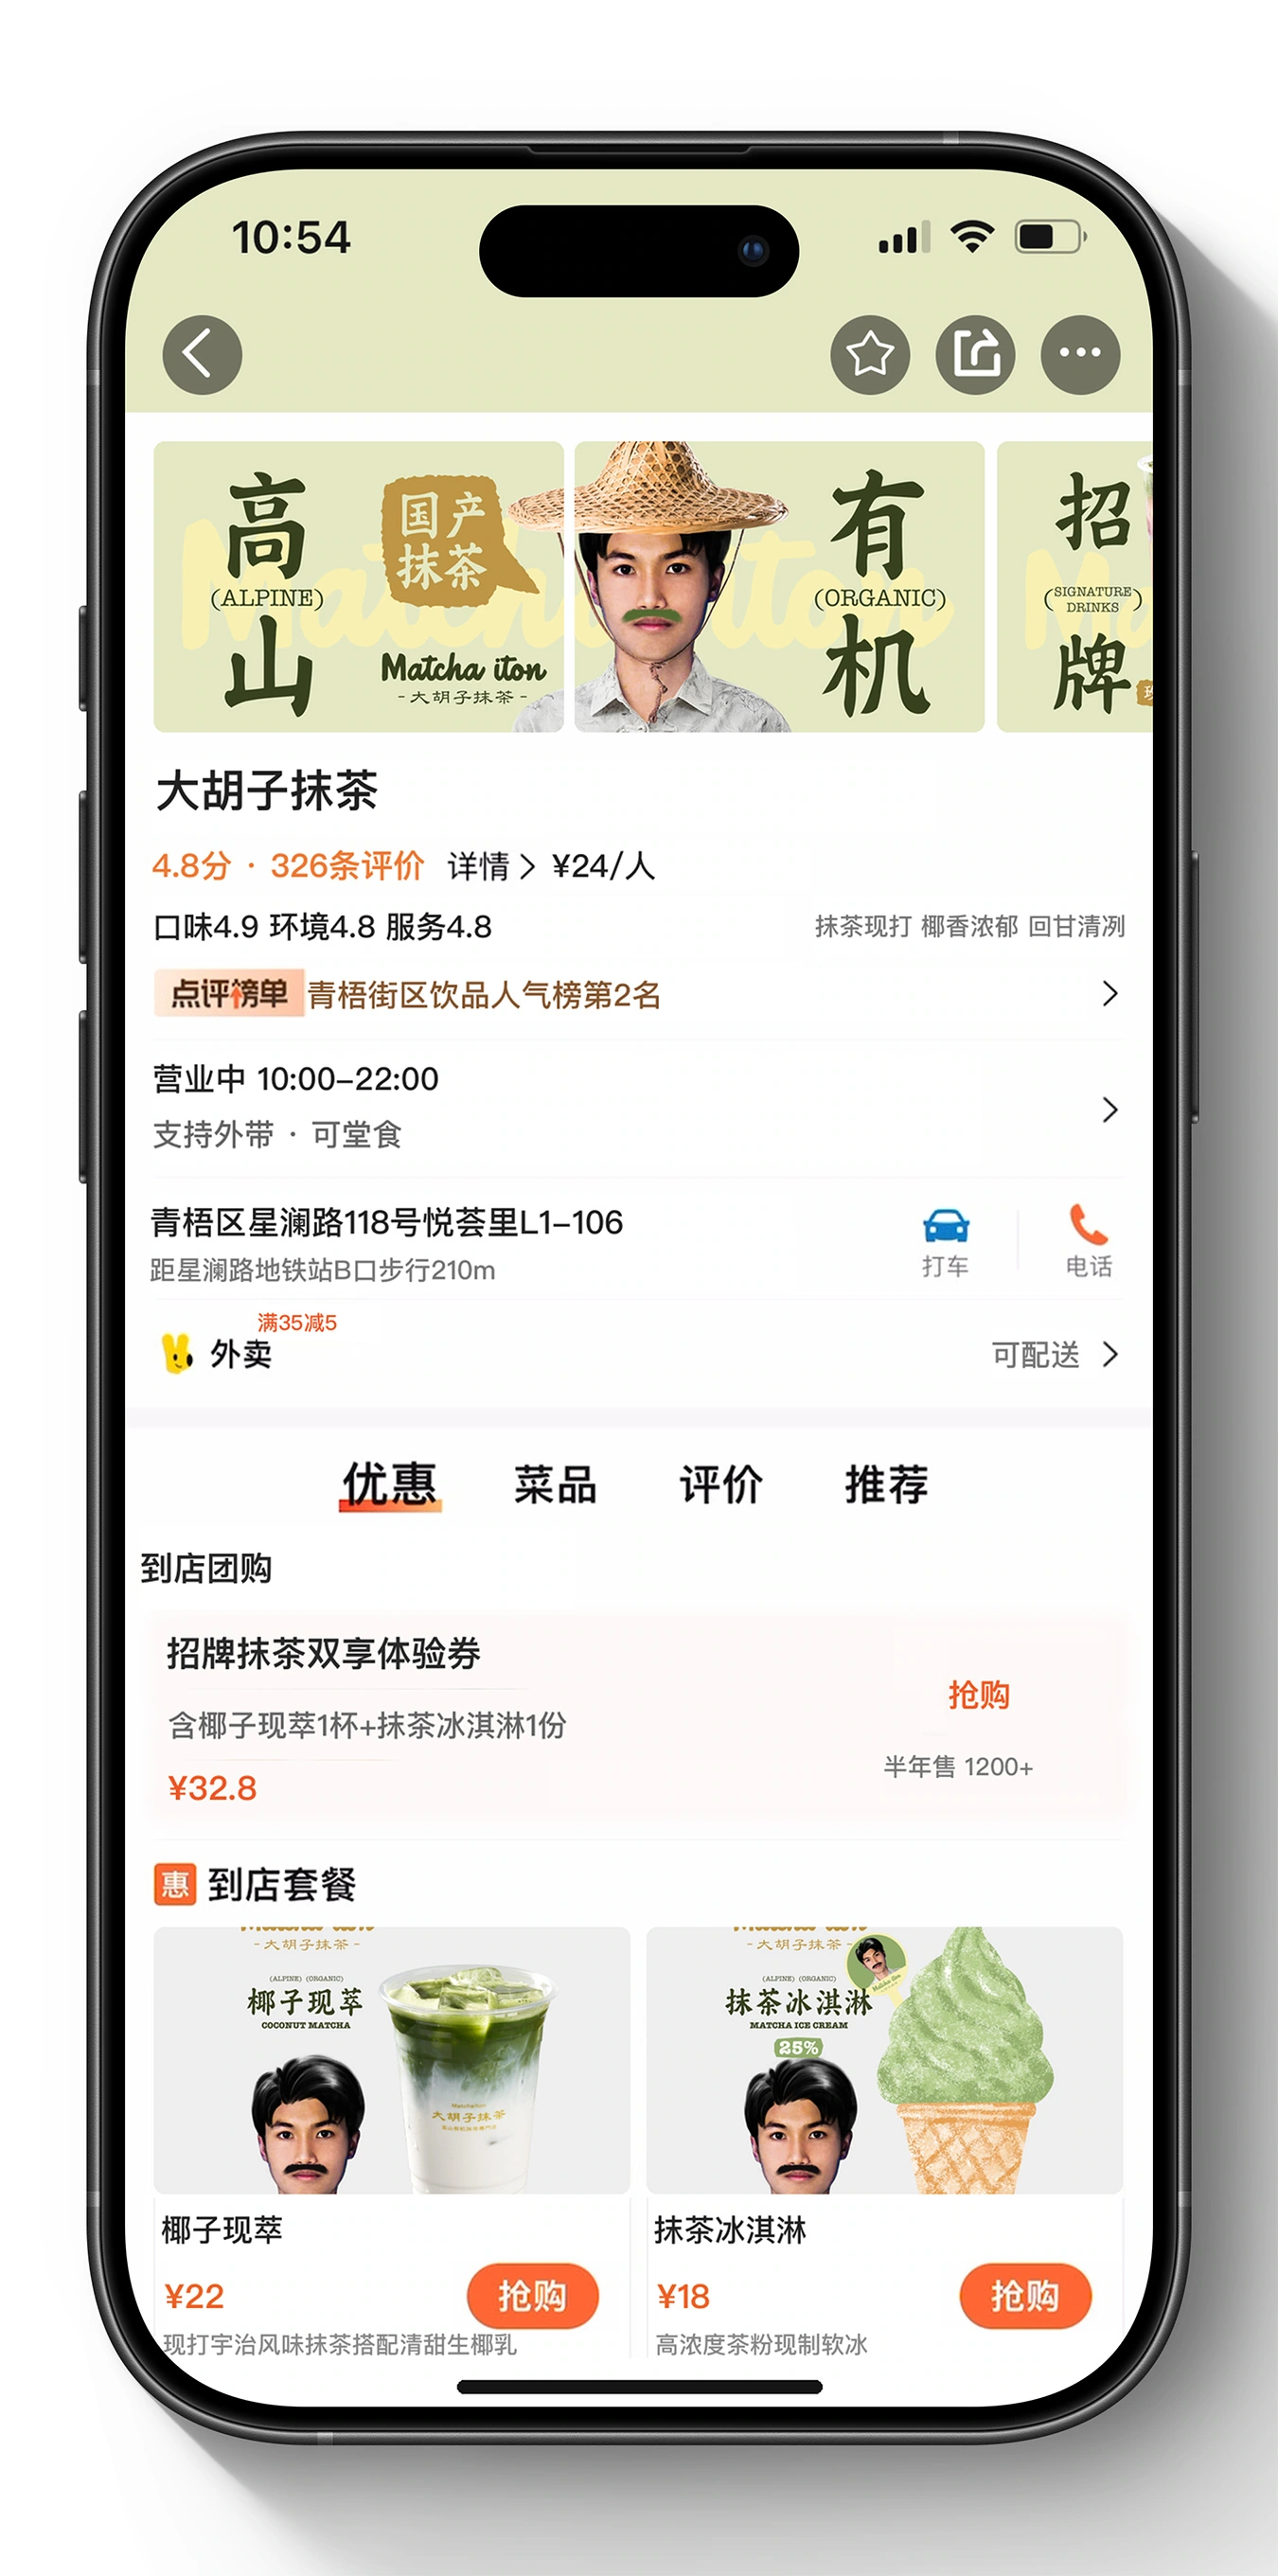 10:54
高
(ALPINE)
山
国产
抹茶
Matcha iton
-大胡子抹茶-
有
(ORGANIC)
机
招
(SIGNATURE
DRINKS)
牌
大胡子抹茶
4.8分 · 326条评价 详情 > ¥24/人
口味4.9 环境4.8 服务4.8
抹茶现打 椰香浓郁 回甘清冽
点评榜单 青梧街区饮品人气榜第2名
营业中 10:00–22:00
支持外带 · 可堂食
青梧区星澜路118号悦荟里L1–106
距星澜路地铁站B口步行210m
打车
电话
满35减5
外卖
可配送
优惠 菜品 评价 推荐
到店团购
招牌抹茶双享体验券
含椰子现萃1杯+抹茶冰淇淋1份
¥32.8
抢购
半年售 1200+
惠 到店套餐
-大胡子抹茶-
(ALPINE) (ORGANIC)
椰子现萃
COCONUT MATCHA
大胡子抹茶
-大胡子抹茶-
(ALPINE) (ORGANIC)
抹茶冰淇淋
MATCHA ICE CREAM
25%
椰子现萃
¥22
抢购
现打宇治风味抹茶搭配清甜生椰乳
抹茶冰淇淋
¥18
抢购
高浓度茶粉现制软冰